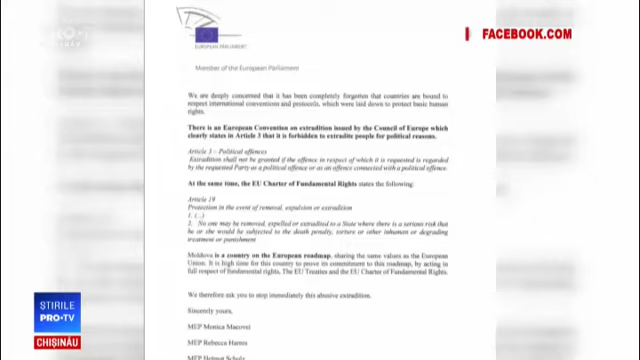 FACEBOOK.COM
EUROPEAN PARLIAMENT
Member of the European Parliament
We are deeply concerned that it has been completely forgotten that countries are bound to
respect international conventions and protocols, which were laid down to protect basic human
rights.
There is an European Convention on extradition issued by the Council of Europe which
clearly states in Article 3 that it is forbidden to extradite people for political reasons.
Article 3 – Political offences
Extradition shall not be granted if the offence in respect of which it is requested is regarded
by the requested Party as a political offence or as an offence connected with a political offence.
At the same time, the EU Charter of Fundamental Rights states the following:
Article 19
Protection in the event of removal, expulsion or extradition
1. (...)
2. No one may be removed, expelled or extradited to a State where there is a serious risk that
he or she would be subjected to the death penalty, torture or other inhuman or degrading
treatment or punishment
Moldova is a country on the European roadmap, sharing the same values as the European
Union. It is high time for this country to prove its commitment to this roadmap, by acting in
full respect of fundamental rights, The EU Treaties and the EU Charter of Fundamental Rights.
We therefore ask you to stop immediately this abusive extradition.
Sincerely yours,
MEP Monica Macovei
MEP Rebecca Harms
MEP Helmut Scholz
ȘTIRILE
PRO•TV
CHIȘINĂU